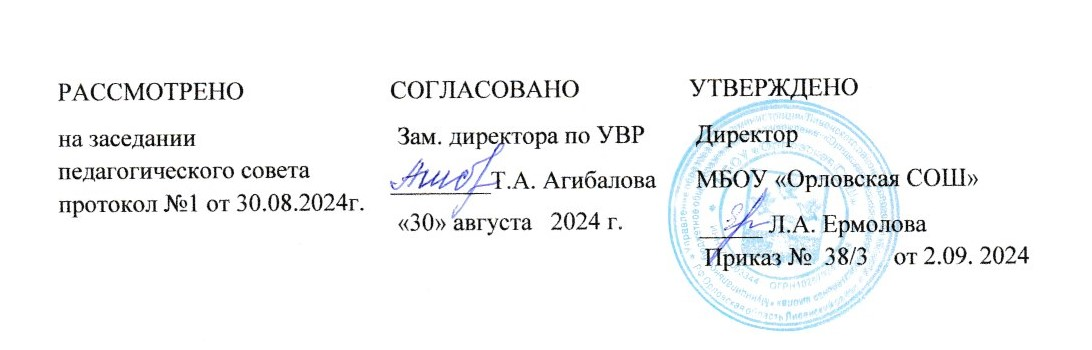 РАССМОТРЕНО
на заседании
педагогического совета
протокол №1 от 30.08.2024г.
СОГЛАСОВАНО
Зам. директора по УВР
Т.А. Агибалова
«30» августа 2024 г.
УТВЕРЖДЕНО
Директор
МБОУ «Орловская СОШ»
Л.А. Ермолова
Приказ № 38/3 от 2.09. 2024